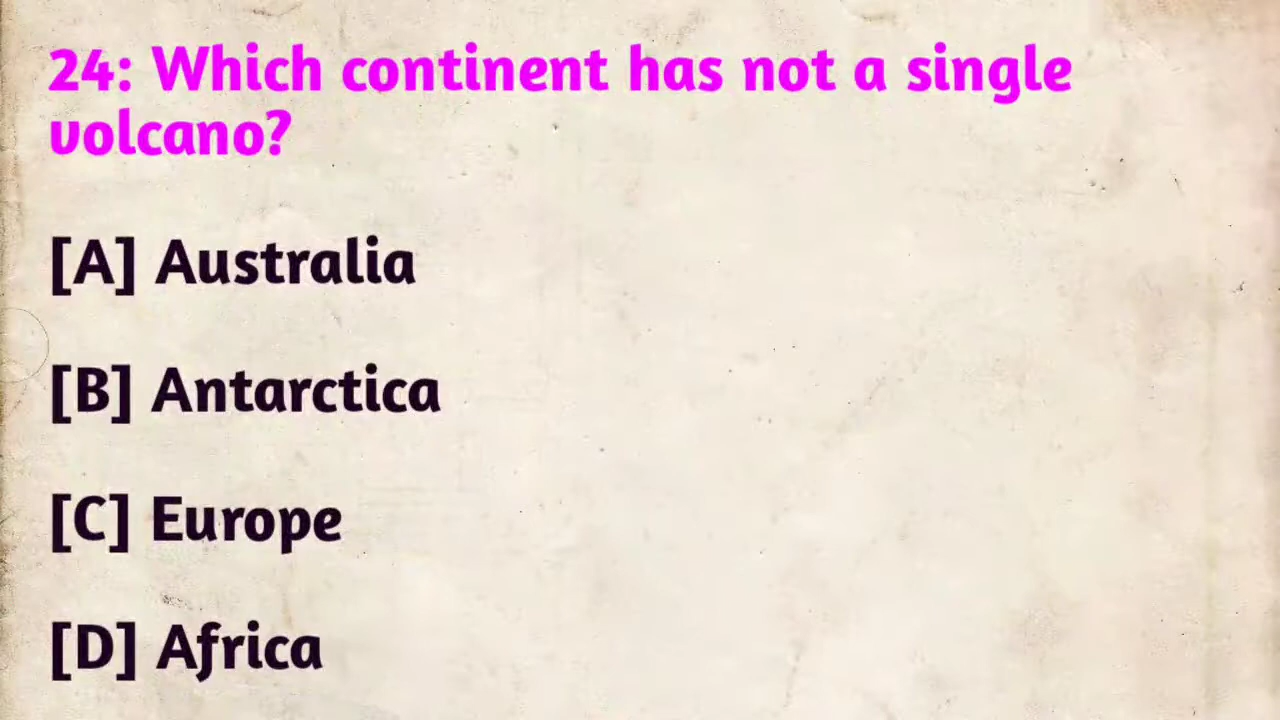 24: Which continent has not a single
volcano?
[A] Australia
[B] Antarctica
[C] Europe
[D] Africa